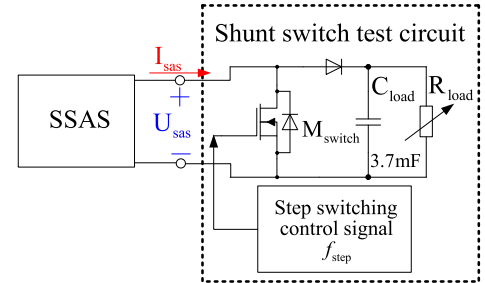 Shunt switch test circuit
I_sas
+
U_sas
−
SSAS
M_switch
C_load
R_load
3.7mF
Step switching
control signal
f_step